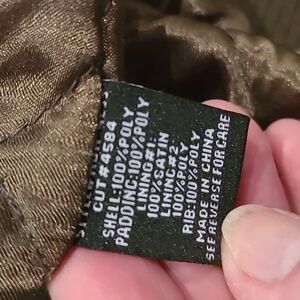 CUT#4584
SHELL-100%POLY
PADDING-100%POLY
LINING#1
100%SATIN
LINING#2
100%POLY
RIB-100%POLY
MADE IN CHINA
SEE REVERSE FOR CARE